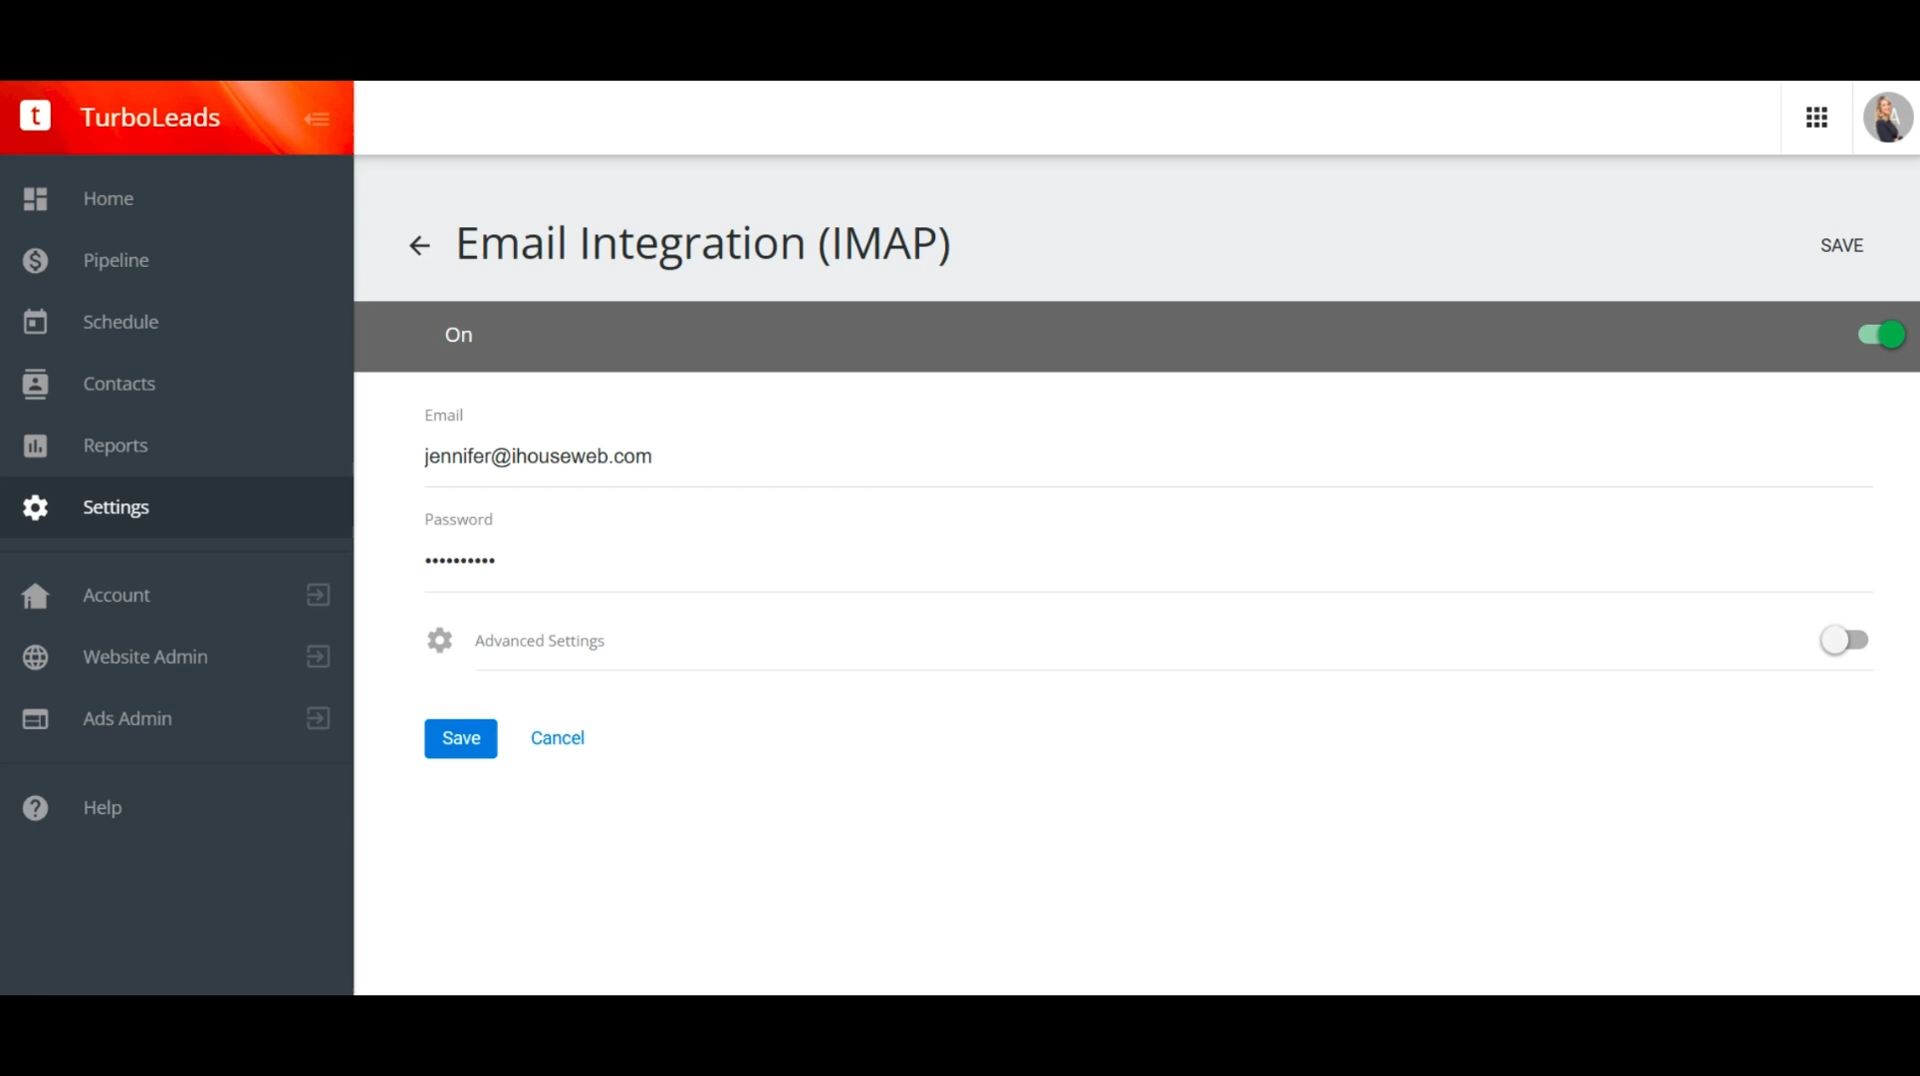 t TurboLeads
Home
Pipeline
Schedule
Contacts
Reports
Settings
Account
Website Admin
Ads Admin
Help
Email Integration (IMAP)
SAVE
On
Email
jennifer@ihouseweb.com
Password
••••••••••
Advanced Settings
Save Cancel